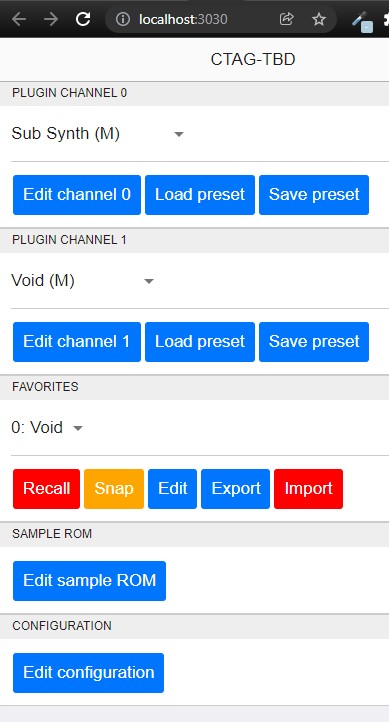 localhost:3030
CTAG-TBD
PLUGIN CHANNEL 0
Sub Synth (M)
Edit channel 0 Load preset Save preset
PLUGIN CHANNEL 1
Void (M)
Edit channel 1 Load preset Save preset
FAVORITES
0: Void
Recall Snap Edit Export Import
SAMPLE ROM
Edit sample ROM
CONFIGURATION
Edit configuration